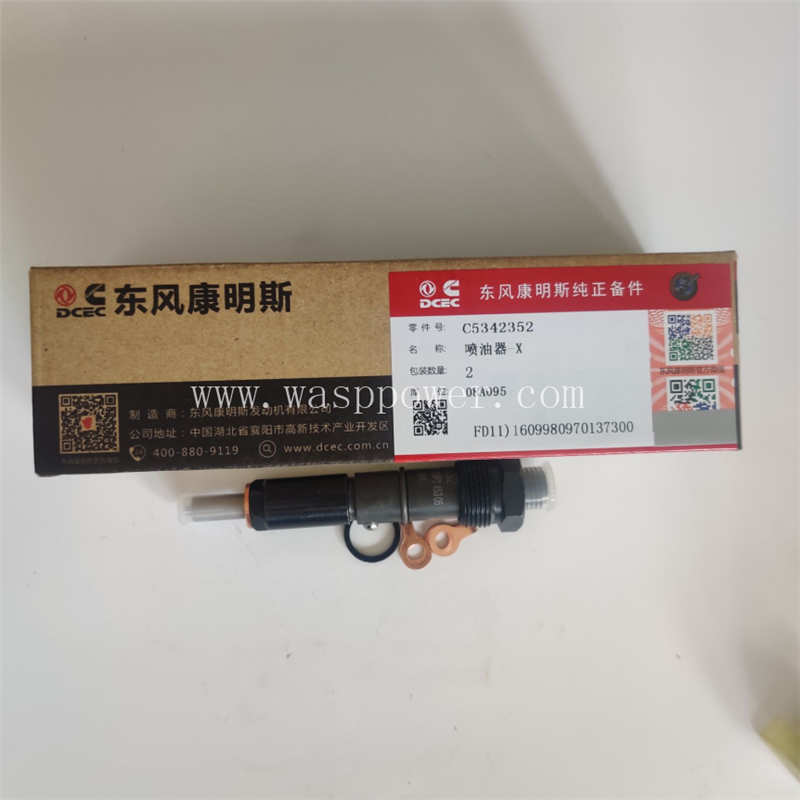 DCEC 东风康明斯
DCEC 东风康明斯纯正备件
零件号: C5342352
名 称: 喷油器-X
包装数量: 2
08A095
FD11)1609980970137300
www.wasppower.com
制 造 商:东风康明斯发动机有限公司
公司地址:中国湖北省襄阳市高新技术产业开发区
400-880-9119
www.dcec.com.cn